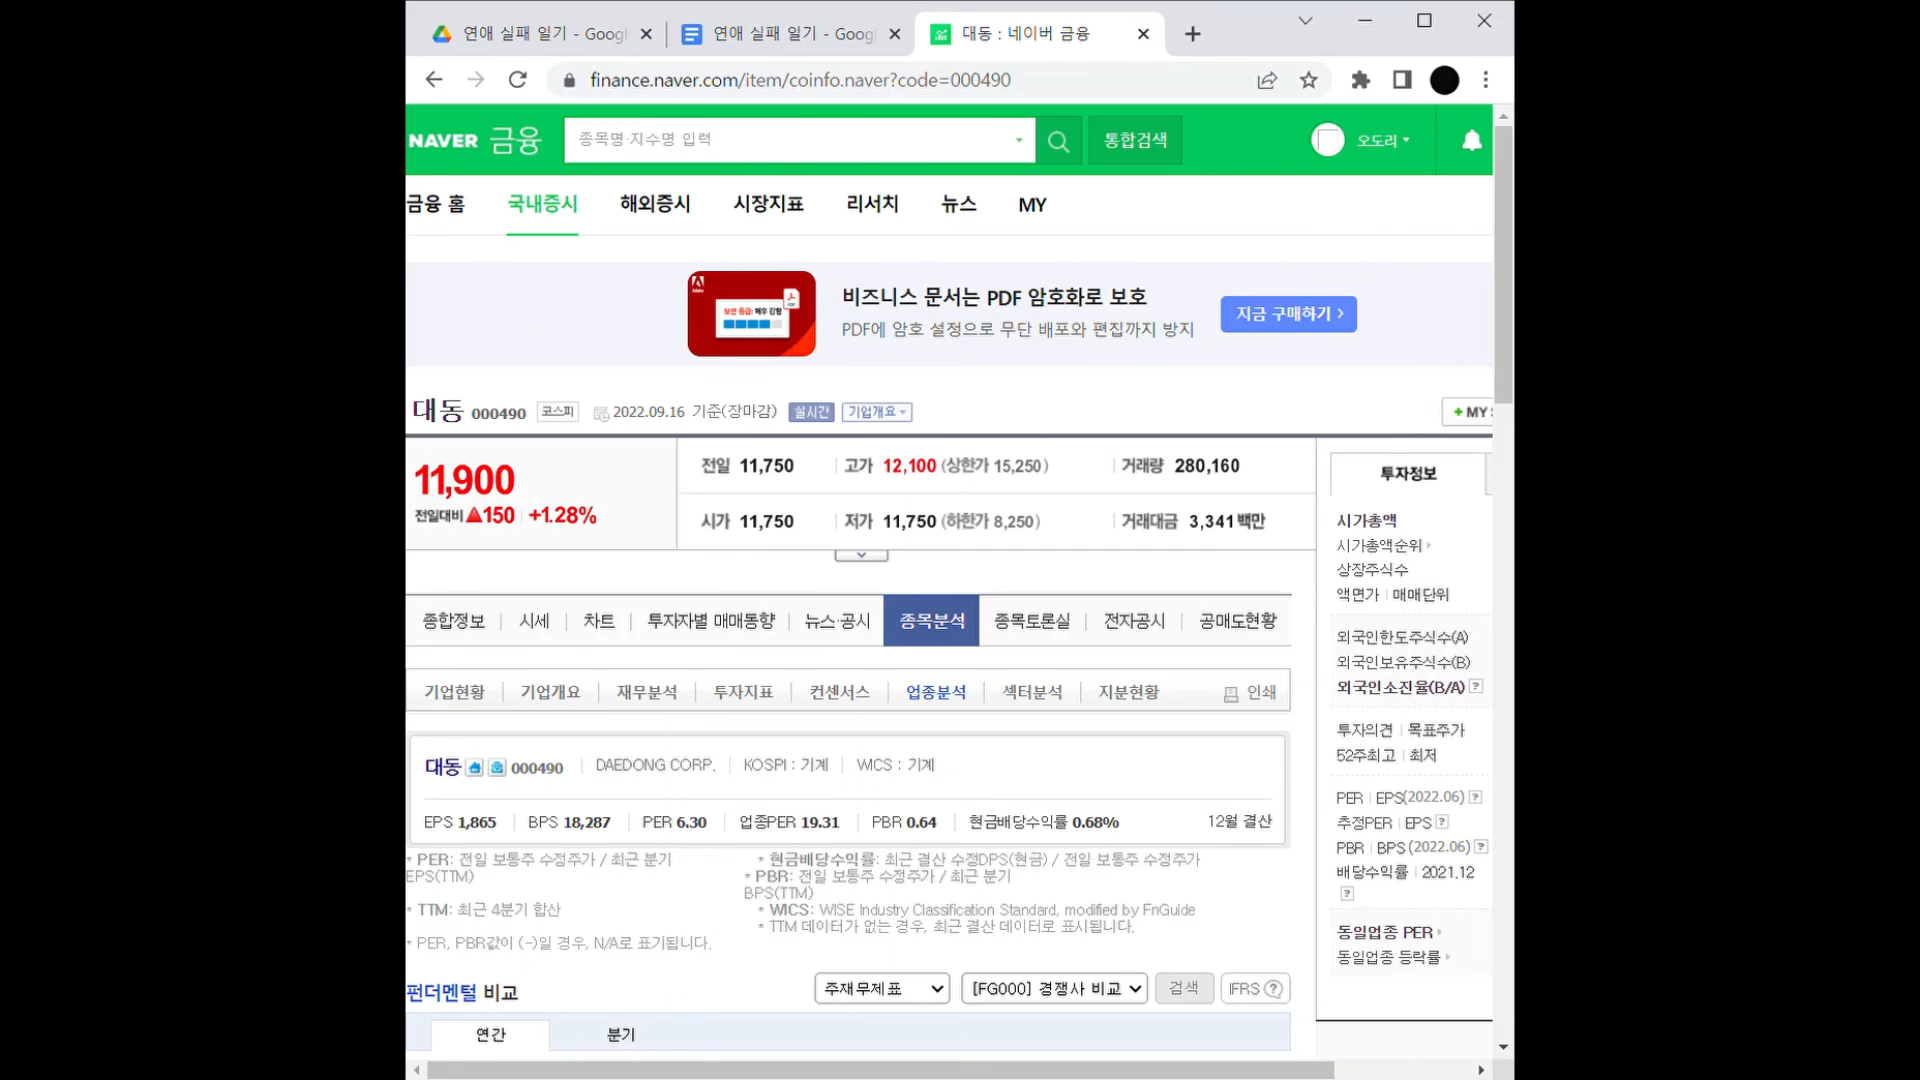 연애 실패 일기 - Googl
연애 실패 일기 - Goog
대동 : 네이버 금융
finance.naver.com/item/coinfo.naver?code=000490
NAVER 금융
종목명·지수명 입력
통합검색
오도리
금융 홈 국내증시 해외증시 시장지표 리서치 뉴스 MY
Adobe
보안 등급: 매우 강함
비즈니스 문서는 PDF 암호화로 보호
PDF에 암호 설정으로 무단 배포와 편집까지 방지
지금 구매하기 >
대동 000490 코스피 2022.09.16 기준(장마감) 실시간 기업개요
+ MY
11,900
전일대비 ▲150 +1.28%
전일 11,750 고가 12,100 (상한가 15,250) 거래량 280,160
시가 11,750 저가 11,750 (하한가 8,250) 거래대금 3,341 백만
종합정보 시세 차트 투자자별 매매동향 뉴스·공시 종목분석 종목토론실 전자공시 공매도현황
기업현황 기업개요 재무분석 투자지표 컨센서스 업종분석 섹터분석 지분현황 인쇄
대동 000490 DAEDONG CORP. KOSPI : 기계 WICS : 기계
EPS 1,865 BPS 18,287 PER 6.30 업종PER 19.31 PBR 0.64 현금배당수익률 0.68% 12월 결산
* PER: 전일 보통주 수정주가 / 최근 분기
EPS(TTM)
* TTM: 최근 4분기 합산
* PER, PBR값이 (-)일 경우, N/A로 표기됩니다.
* 현금배당수익률: 최근 결산 수정DPS(현금) / 전일 보통주 수정주가
* PBR: 전일 보통주 수정주가 / 최근 분기
BPS(TTM)
* WICS: WISE Industry Classification Standard, modified by FnGuide
* TTM 데이터가 없는 경우, 최근 결산 데이터로 표시됩니다.
펀더멘털 비교
주재무제표 [FG000] 경쟁사 비교 검색 IFRS ?
연간 분기
투자정보
시가총액
시가총액순위
상장주식수
액면가 매매단위
외국인한도주식수(A)
외국인보유주식수(B)
외국인소진율(B/A) ?
투자의견 목표주가
52주최고 최저
PER EPS(2022.06) ?
추정PER EPS ?
PBR BPS (2022.06) ?
배당수익률 2021.12
?
동일업종 PER
동일업종 등락률